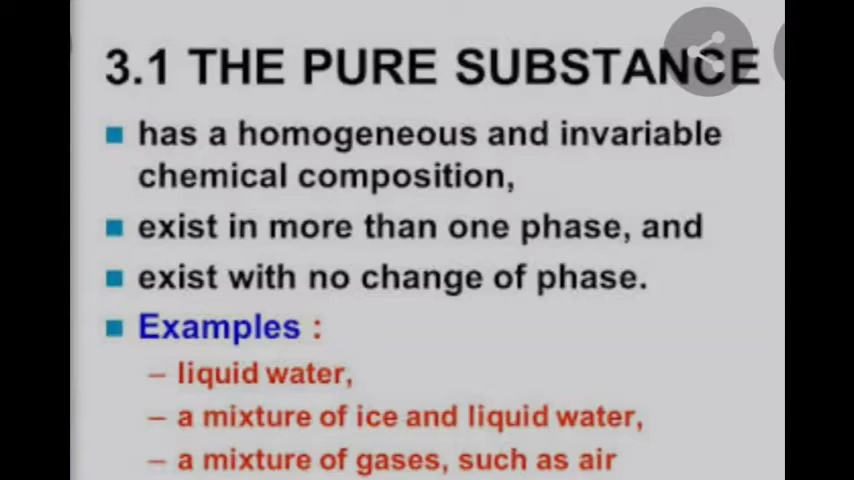 3.1 THE PURE SUBSTANCE
has a homogeneous and invariable
chemical composition,
exist in more than one phase, and
exist with no change of phase.
Examples :
– liquid water,
– a mixture of ice and liquid water,
– a mixture of gases, such as air